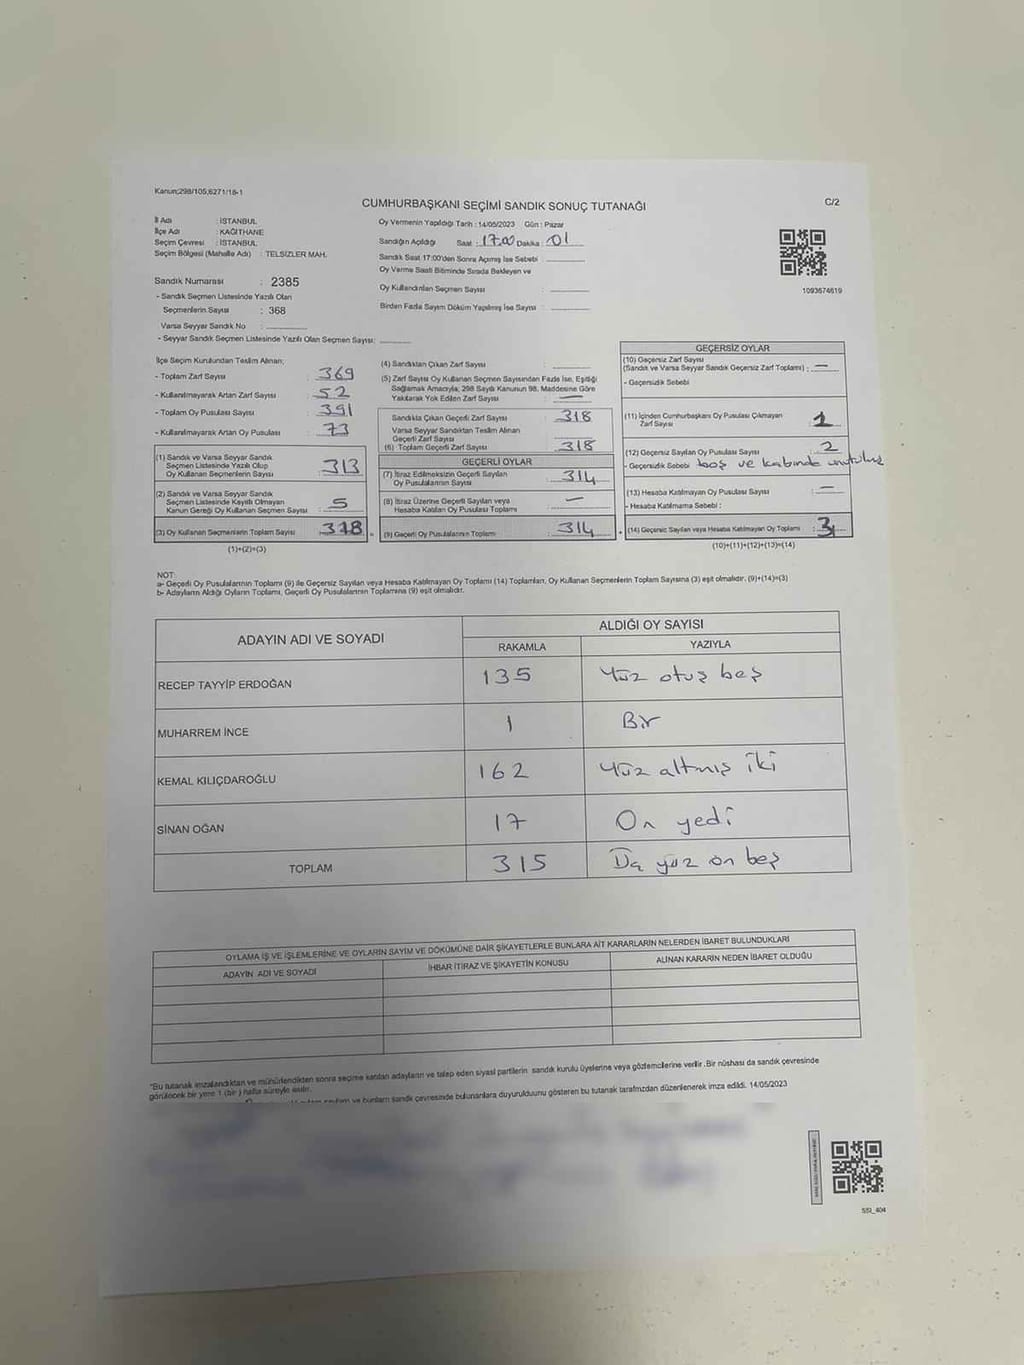 Kanun;298/105;6271/18-1
CUMHURBAŞKANI SEÇİMİ SANDIK SONUÇ TUTANAĞI
C/2
İl Adı : İSTANBUL
İlçe Adı : KAĞITHANE
Seçim Çevresi : İSTANBUL
Seçim Bölgesi (Mahalle Adı) : TELSİZLER MAH.
Sandık Numarası : 2385
- Sandık Seçmen Listesinde Yazılı Olan
Seçmenlerin Sayısı : 368
Varsa Seyyar Sandık No :
- Seyyar Sandık Seçmen Listesinde Yazılı Olan Seçmen Sayısı:
Oy Vermenin Yapıldığı Tarih : 14/05/2023 Gün : Pazar
Sandığın Açıldığı Saat : 17.00 Dakika : 01
Sandık Saat 17:00'den Sonra Açılmış İse Sebebi :
Oy Verme Saati Bitiminde Sırada Bekleyen ve
Oy Kullandırılan Seçmen Sayısı :
Birden Fazla Sayım Döküm Yapılmış İse Sayısı :
1093674619
İlçe Seçim Kurulundan Teslim Alınan;
- Toplam Zarf Sayısı : 369
- Kullanılmayarak Artan Zarf Sayısı : 52
- Toplam Oy Pusulası Sayısı : 391
- Kullanılmayarak Artan Oy Pusulası : 73
(1) Sandık ve Varsa Seyyar Sandık
Seçmen Listesinde Yazılı Olup
Oy Kullanan Seçmenlerin Sayısı : 313
(2) Sandık ve Varsa Seyyar Sandık
Seçmen Listesinde Kayıtlı Olmayan
Kanun Gereği Oy Kullanan Seçmen Sayısı : 5
(3) Oy Kullanan Seçmenlerin Toplam Sayısı : 318
(1)+(2)=(3)
(4) Sandıktan Çıkan Zarf Sayısı :
(5) Zarf Sayısı Oy Kullanan Seçmen Sayısından Fazla İse, Eşitliği
Sağlamak Amacıyla; 298 Sayılı Kanunun 98. Maddesine Göre
Yakılarak Yok Edilen Zarf Sayısı : —
Sandıkta Çıkan Geçerli Zarf Sayısı : 318
Varsa Seyyar Sandıktan Teslim Alınan
Geçerli Zarf Sayısı :
(6) Toplam Geçerli Zarf Sayısı : 318
GEÇERLİ OYLAR
(7) İtiraz Edilmeksizin Geçerli Sayılan
Oy Pusulasının Sayısı : 314
(8) İtiraz Üzerine Geçerli Sayılan veya
Hesaba Katılan Oy Pusulası Toplamı : —
(9) Geçerli Oy Pusulalarının Toplamı : 314
GEÇERSİZ OYLAR
(10) Geçersiz Zarf Sayısı
(Sandık ve Varsa Seyyar Sandık Geçersiz Zarf Toplamı) : —
- Geçersizlik Sebebi
(11) İçinden Cumhurbaşkanı Oy Pusulası Çıkmayan
Zarf Sayısı : 1
(12) Geçersiz Sayılan Oy Pusulası Sayısı : 2
- Geçersizlik Sebebi boş ve kabinde unutulmuş
(13) Hesaba Katılmayan Oy Pusulası Sayısı : —
- Hesaba Katılmama Sebebi :
(14) Geçersiz Sayılan veya Hesaba Katılmayan Oy Toplamı : 3
(10)+(11)+(12)+(13)=(14)
NOT:
a- Geçerli Oy Pusulalarının Toplamı (9) ile Geçersiz Sayılan veya Hesaba Katılmayan Oy Toplamı (14) Toplamları, Oy Kullanan Seçmenlerin Toplam Sayısına (3) eşit olmalıdır. (9)+(14)=(3)
b- Adayların Aldığı Oyların Toplamı, Geçerli Oy Pusulalarının Toplamına (9) eşit olmalıdır.
ADAYIN ADI VE SOYADI
ALDIĞI OY SAYISI
RAKAMLA YAZIYLA
RECEP TAYYİP ERDOĞAN 135 Yüz otuz beş
MUHARREM İNCE 1 Bir
KEMAL KILIÇDAROĞLU 162 Yüz altmış iki
SİNAN OĞAN 17 On yedi
TOPLAM 315 Üç yüz on beş
OYLAMA İŞ VE İŞLEMLERİNE VE OYLARIN SAYIM VE DÖKÜMÜNE DAİR ŞİKAYETLERLE BUNLARA AİT KARARLARIN NELERDEN İBARET BULUNDUKLARI
ADAYIN ADI VE SOYADI İHBAR İTİRAZ VE ŞİKAYETİN KONUSU ALINAN KARARIN NEDEN İBARET OLDUĞU
"Bu tutanak imzalandıktan ve mühürlendikten sonra seçime katılan adayların ve talep eden siyasi partilerin sandık kurulu üyelerine veya gözlemcilerine verilir. Bir nüshası da sandık çevresinde
görülecek bir yere 1 (bir) hafta süreyle asılır.
ve bunların sandık çevresinde bulunanlara duyurulduunu gösteren bu tutanak tarafımızdan düzenlenerek imza edildi. 14/05/2023
SSI_404